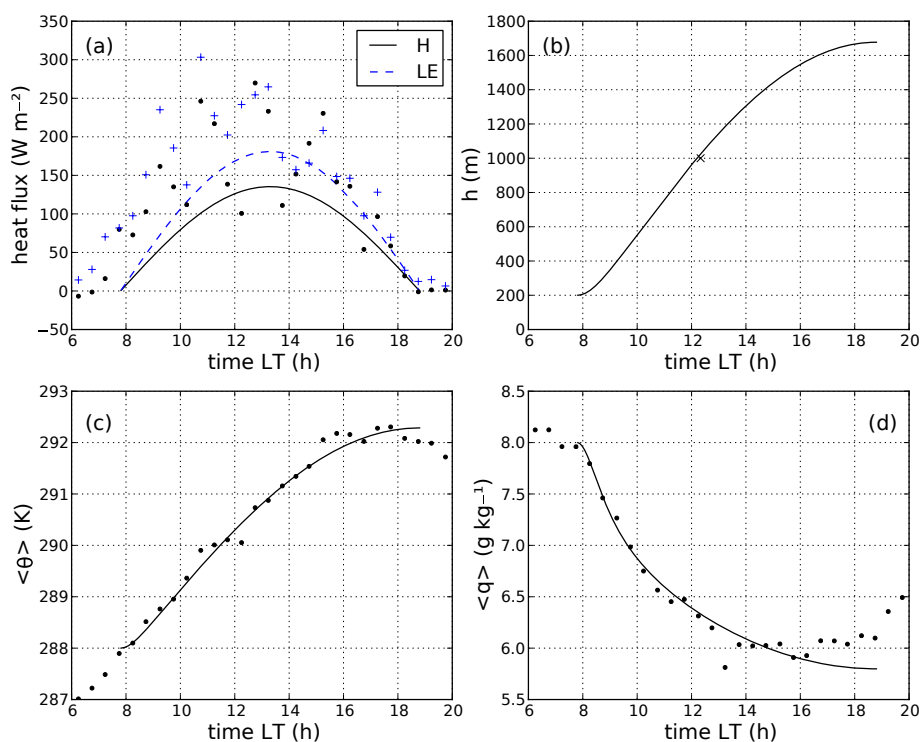 (a)
H
LE
350
300
250
200
150
100
50
0
−50
heat flux (W m⁻²)
6 8 10 12 14 16 18 20
time LT (h)
(b)
1800
1600
1400
1200
1000
800
600
400
200
0
h (m)
6 8 10 12 14 16 18 20
time LT (h)
(c)
293
292
291
290
289
288
287
<θ> (K)
6 8 10 12 14 16 18 20
time LT (h)
(d)
8.5
8.0
7.5
7.0
6.5
6.0
5.5
<q> (g kg⁻¹)
6 8 10 12 14 16 18 20
time LT (h)